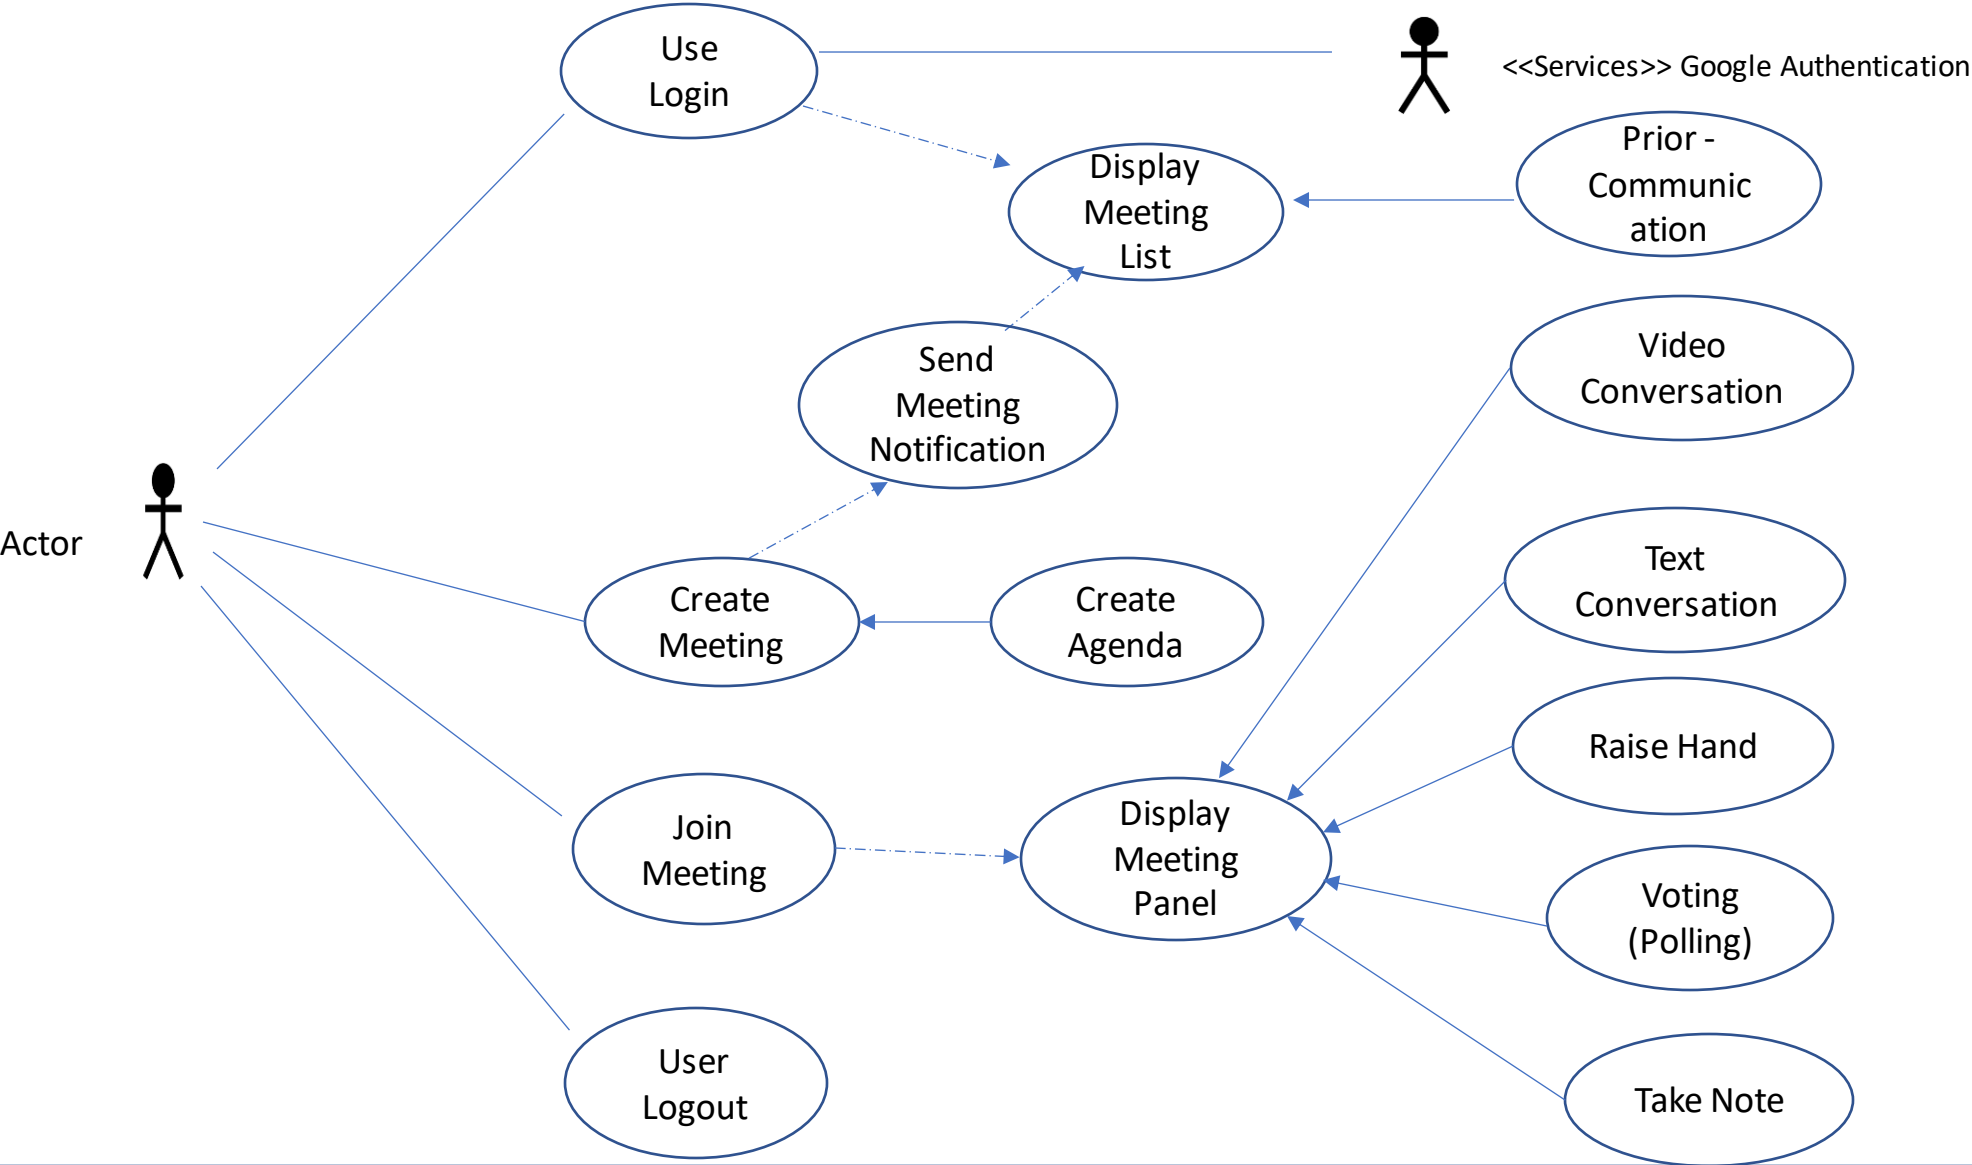 Use
Login
<<Services>> Google Authentication
Prior -
Communic
ation
Display
Meeting
List
Video
Conversation
Send
Meeting
Notification
Actor
Text
Conversation
Create
Meeting
Create
Agenda
Raise Hand
Join
Meeting
Display
Meeting
Panel
Voting
(Polling)
User
Logout
Take Note